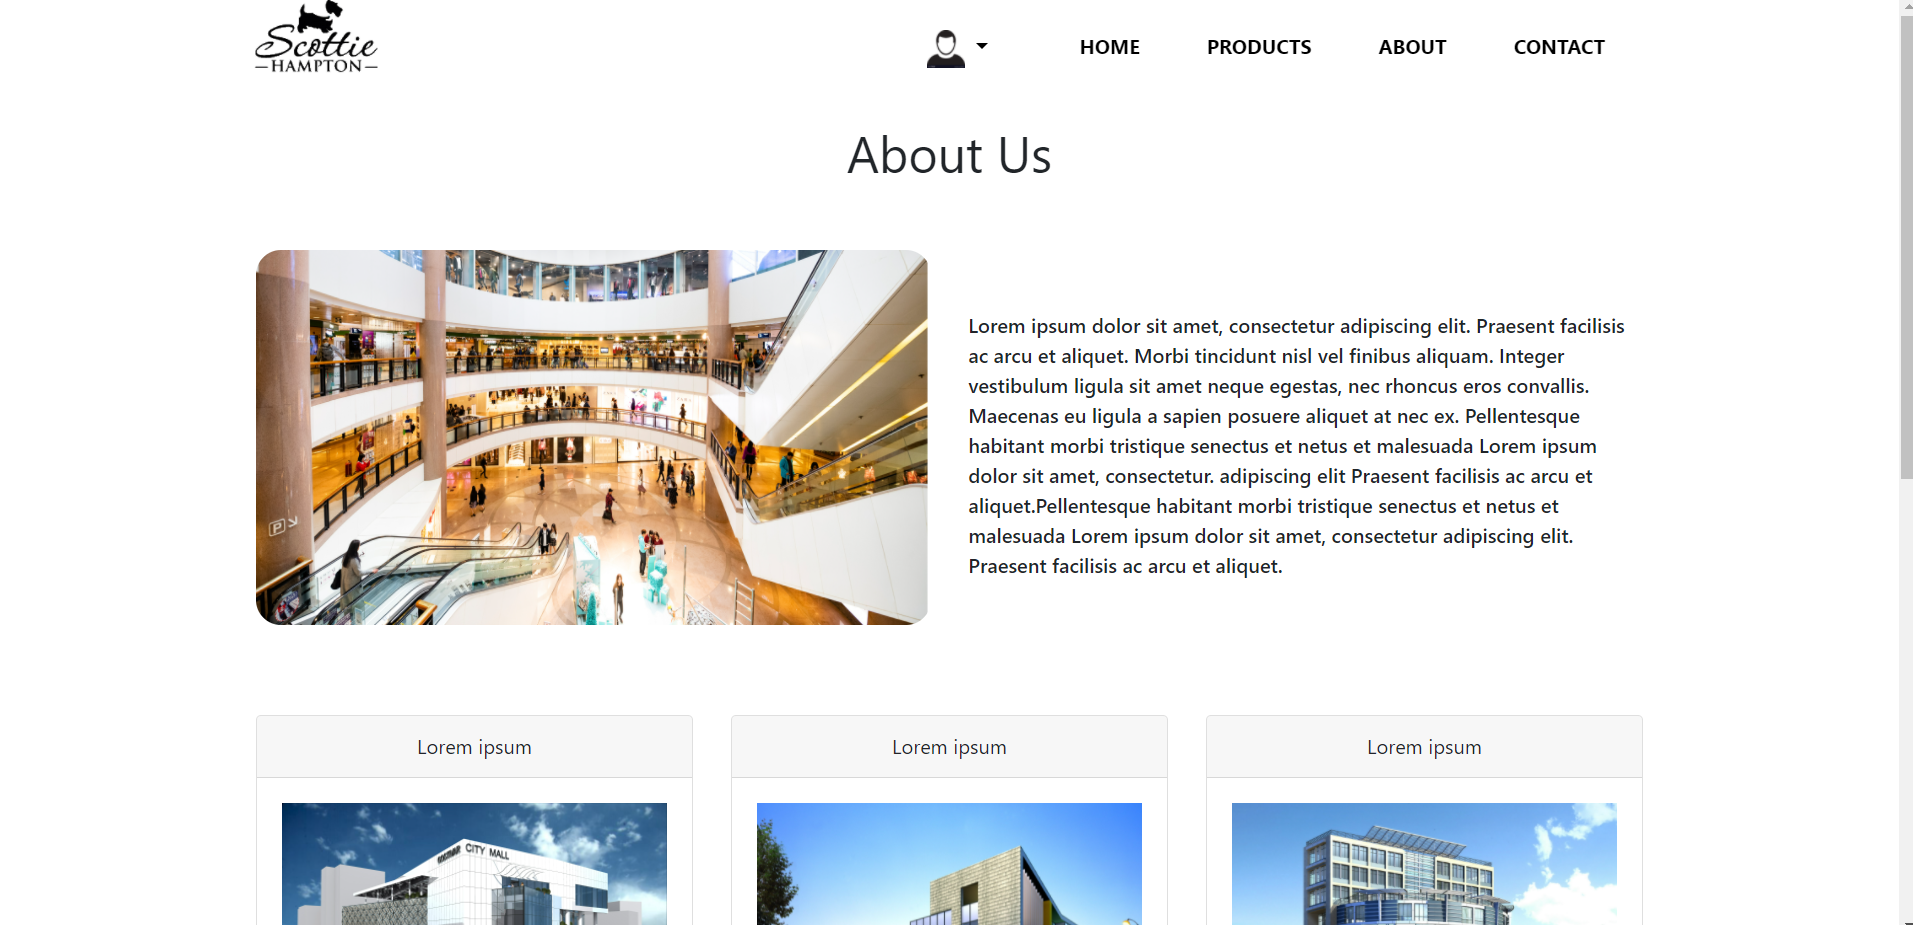 Scottie
HAMPTON
HOME PRODUCTS ABOUT CONTACT
About Us
Lorem ipsum dolor sit amet, consectetur adipiscing elit. Praesent facilisis
ac arcu et aliquet. Morbi tincidunt nisl vel finibus aliquam. Integer
vestibulum ligula sit amet neque egestas, nec rhoncus eros convallis.
Maecenas eu ligula a sapien posuere aliquet at nec ex. Pellentesque
habitant morbi tristique senectus et netus et malesuada Lorem ipsum
dolor sit amet, consectetur. adipiscing elit Praesent facilisis ac arcu et
aliquet.Pellentesque habitant morbi tristique senectus et netus et
malesuada Lorem ipsum dolor sit amet, consectetur adipiscing elit.
Praesent facilisis ac arcu et aliquet.
P
Lorem ipsum
Lorem ipsum
Lorem ipsum
CITY MALL